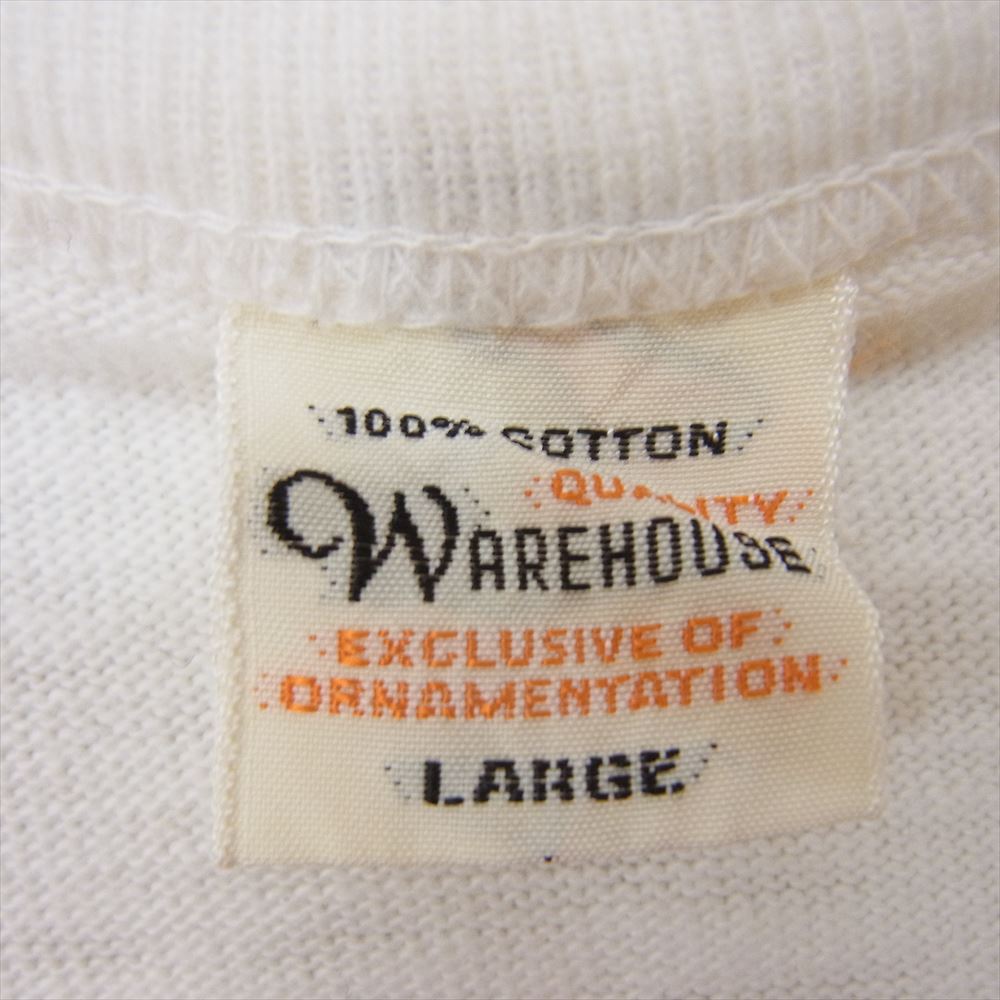 100% COTTON
QUALITY
WAREHOUSE
EXCLUSIVE OF
ORNAMENTATION
LARGE